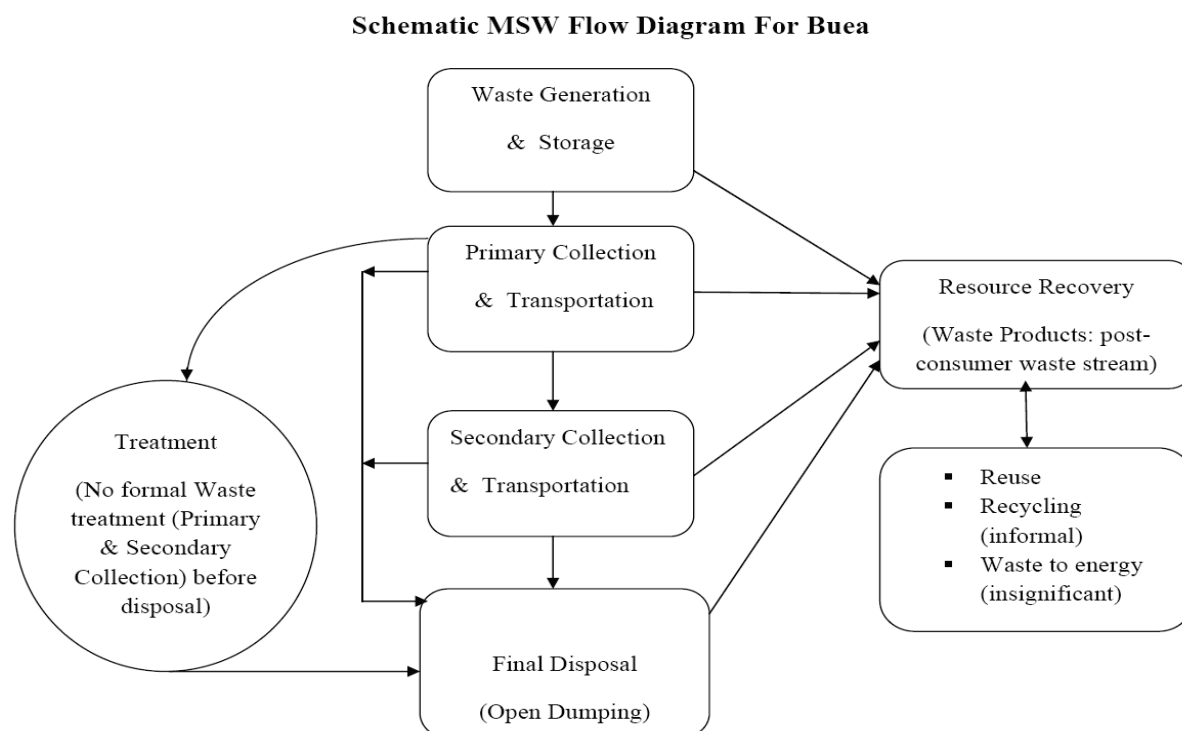 Schematic MSW Flow Diagram For Buea
Waste Generation
& Storage
Primary Collection
& Transportation
Resource Recovery
(Waste Products: post-
consumer waste stream)
Treatment
(No formal Waste
treatment (Primary
& Secondary
Collection) before
disposal)
Secondary Collection
& Transportation
▪ Reuse
▪ Recycling
(informal)
▪ Waste to energy
(insignificant)
Final Disposal
(Open Dumping)